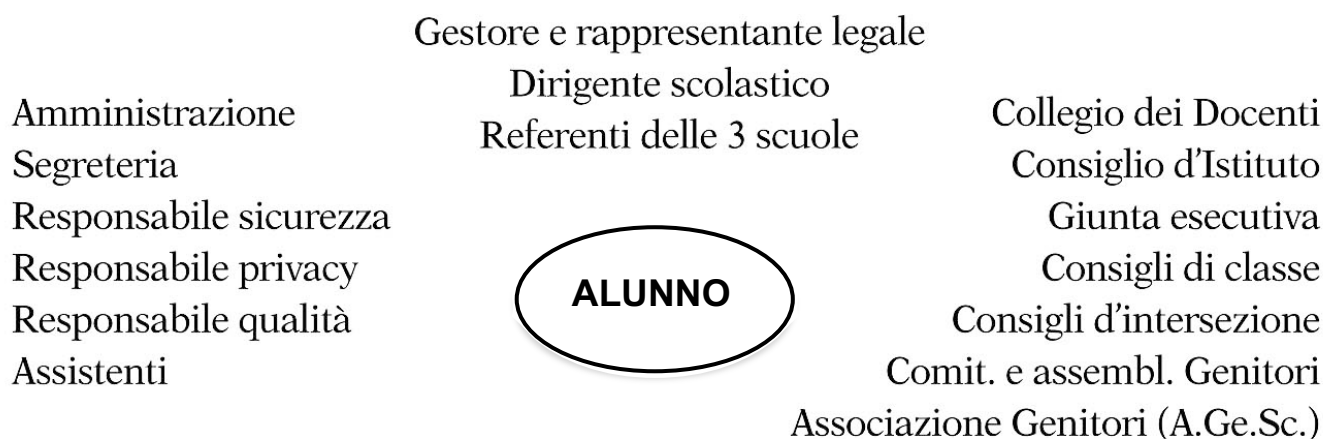 Gestore e rappresentante legale
Dirigente scolastico
Referenti delle 3 scuole
Amministrazione
Segreteria
Responsabile sicurezza
Responsabile privacy
Responsabile qualità
Assistenti
ALUNNO
Collegio dei Docenti
Consiglio d'Istituto
Giunta esecutiva
Consigli di classe
Consigli d'intersezione
Comit. e assembl. Genitori
Associazione Genitori (A.Ge.Sc.)